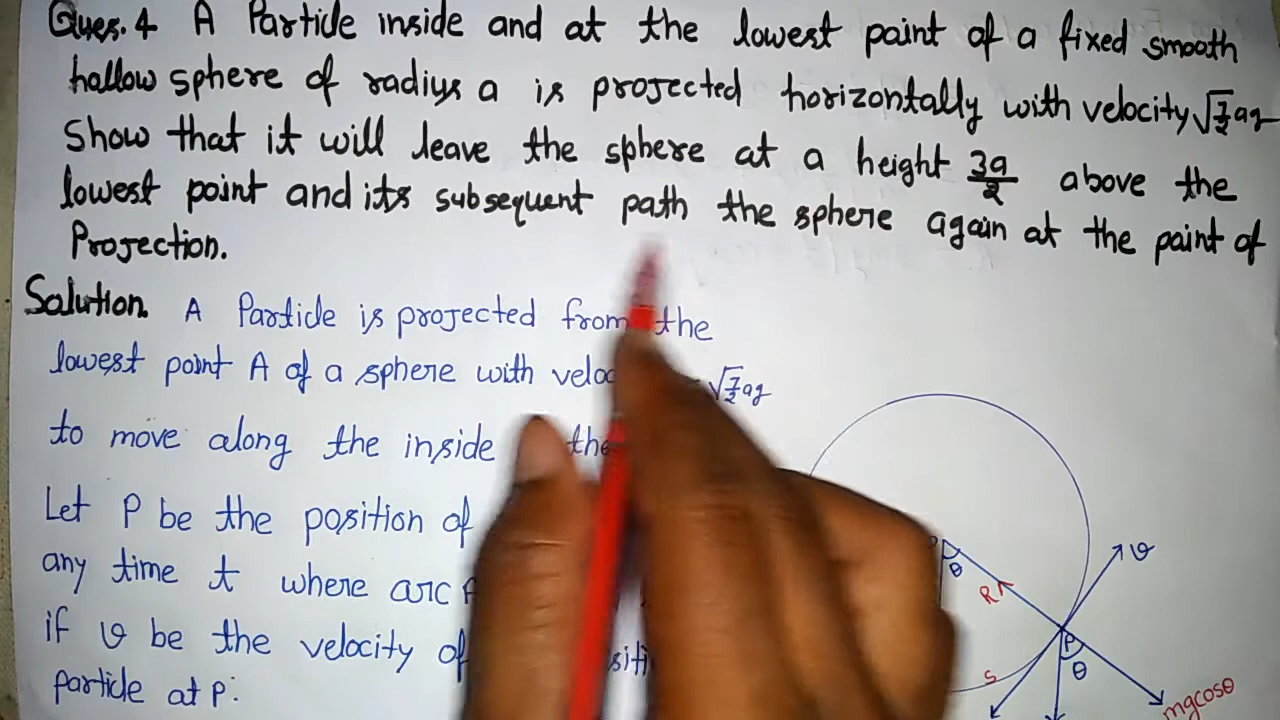 Ques. 4 A Particle inside and at the lowest point of a fixed smooth
hallow sphere of radius a is projected horizontally with velocity √7/2 ag
Show that it will leave the sphere at a height 3a/2 above the
lowest point and its subsequent path the sphere again at the point of
Projection.
Solution. A Particle is projected from the
lowest point A of a sphere with √7/2 ag
to move along the inside the
Let P be the position of
any time t where arc
if v be the velocity of
particle at P:
θ
R
v
P
θ
s
mgcosθ